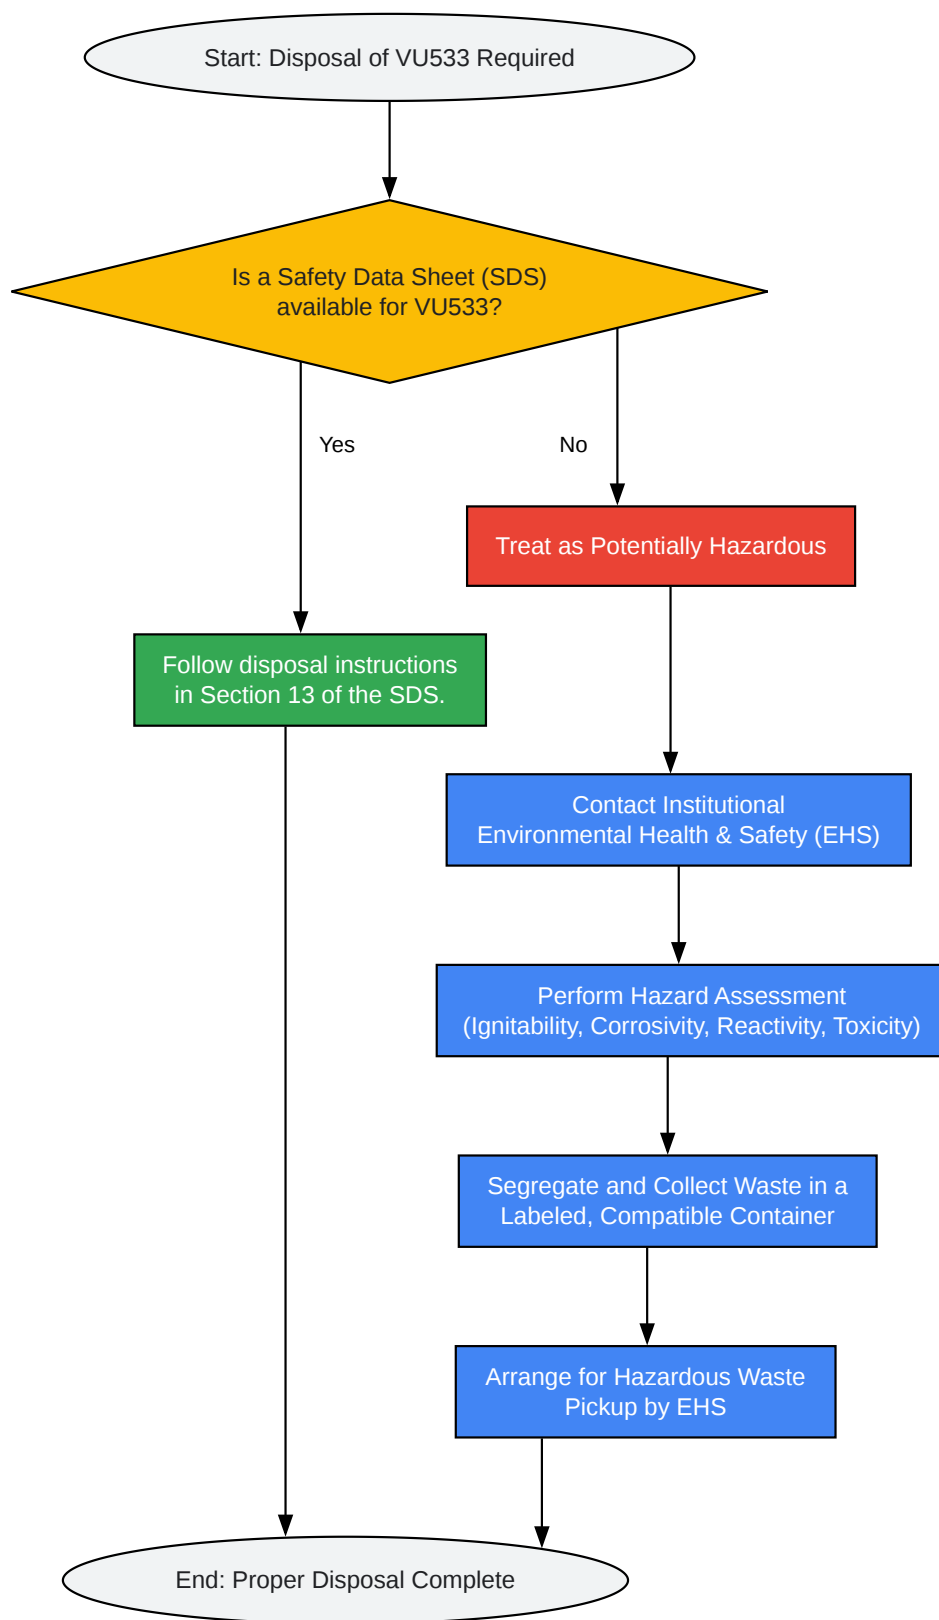 Start: Disposal of VU533 Required
Is a Safety Data Sheet (SDS)
available for VU533?
Yes
No
Treat as Potentially Hazardous
Follow disposal instructions
in Section 13 of the SDS.
Contact Institutional
Environmental Health & Safety (EHS)
Perform Hazard Assessment
(Ignitability, Corrosivity, Reactivity, Toxicity)
Segregate and Collect Waste in a
Labeled, Compatible Container
Arrange for Hazardous Waste
Pickup by EHS
End: Proper Disposal Complete